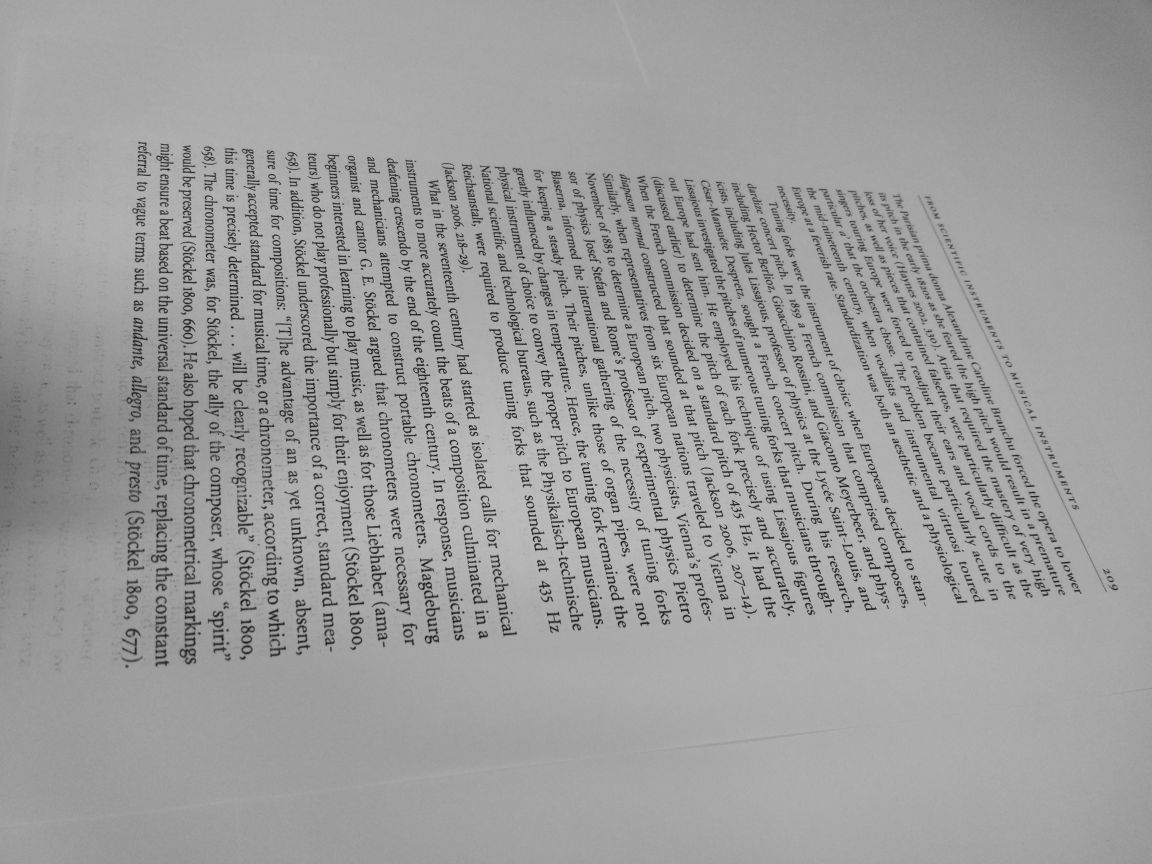 FROM SCIENTIFIC INSTRUMENTS TO MUSICAL INSTRUMENTS 209
The Parisian prima donna Alexandrine Caroline Branchu forced the opera to lower
its pitch in the early 1820s as she feared the high pitch would result in a premature
loss of her voice (Haynes 2002, 330). Arias that required the mastery of very high
pitches, as well as pieces that contained falsettos, were particularly difficult as the
singers touring Europe were forced to readjust their ears and vocal cords to the
particular a' that the orchestra chose. The problem became particularly acute in
the mid-nineteenth century, when vocalists and instrumental virtuosi toured
Europe at a feverish rate. Standardization was both an aesthetic and a physiological
necessity.
Tuning forks were the instrument of choice when Europeans decided to stan-
dardize concert pitch. In 1859 a French commission, that comprised composers,
including Hector Berlioz, Gioacchino Rossini, and Giacomo Meyerbeer, and phys-
icists, including Jules Lissajous, professor of physics at the Lycée Saint-Louis, and
César-Mansuète Despretz, sought a French concert pitch. During his research,
Lissajous investigated the pitches of numerous tuning forks that musicians through-
out Europe had sent him. He employed his technique of using Lissajous figures
(discussed earlier) to determine the pitch of each fork precisely and accurately.
When the French commission decided on a standard pitch of 435 Hz, it had the
diapason normal constructed that sounded at that pitch (Jackson 2006, 207–14).
Similarly, when representatives from six European nations traveled to Vienna in
November of 1885 to determine a European pitch, two physicists, Vienna's profes-
sor of physics Josef Stefan and Rome's professor of experimental physics Pietro
Blaserna, informed the international gathering of the necessity of tuning forks
for keeping a steady pitch. Their pitches, unlike those of organ pipes, were not
greatly influenced by changes in temperature. Hence, the tuning fork remained the
physical instrument of choice to convey the proper pitch to European musicians.
National scientific and technological bureaus, such as the Physikalisch-technische
Reichsanstalt, were required to produce tuning forks that sounded at 435 Hz
(Jackson 2006, 218–29).
What in the seventeenth century had started as isolated calls for mechanical
instruments to more accurately count the beats of a composition culminated in a
deafening crescendo by the end of the eighteenth century. In response, musicians
and mechanicians attempted to construct portable chronometers. Magdeburg
organist and cantor G. E. Stöckel argued that chronometers were necessary for
beginners interested in learning to play music, as well as for those Liebhaber (ama-
teurs) who do not play professionally but simply for their enjoyment (Stöckel 1800,
658). In addition, Stöckel underscored the importance of a correct, standard mea-
sure of time for compositions: “[T]he advantage of an as yet unknown, absent,
generally accepted standard for musical time, or a chronometer, according to which
this time is precisely determined . . . will be clearly recognizable” (Stöckel 1800,
658). The chronometer was, for Stöckel, the ally of the composer, whose “spirit”
would be preserved (Stöckel 1800, 660). He also hoped that chronometrical markings
might ensure a beat based on the universal standard of time, replacing the constant
referral to vague terms such as andante, allegro, and presto (Stöckel 1800, 677).